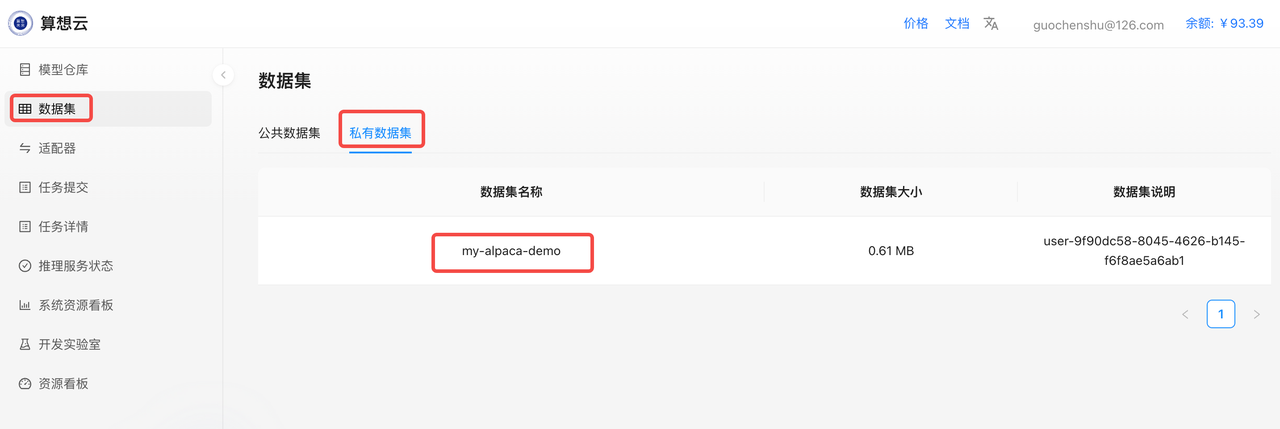 算想云
价格 文档 guochenshu@126.com 余额: ￥93.39
模型仓库
数据集
适配器
任务提交
任务详情
推理服务状态
系统资源看板
开发实验室
资源看板
数据集
公共数据集 私有数据集
数据集名称 数据集大小 数据集说明
my-alpaca-demo 0.61 MB user-9f90dc58-8045-4626-b145-
f6f8ae5a6ab1
1